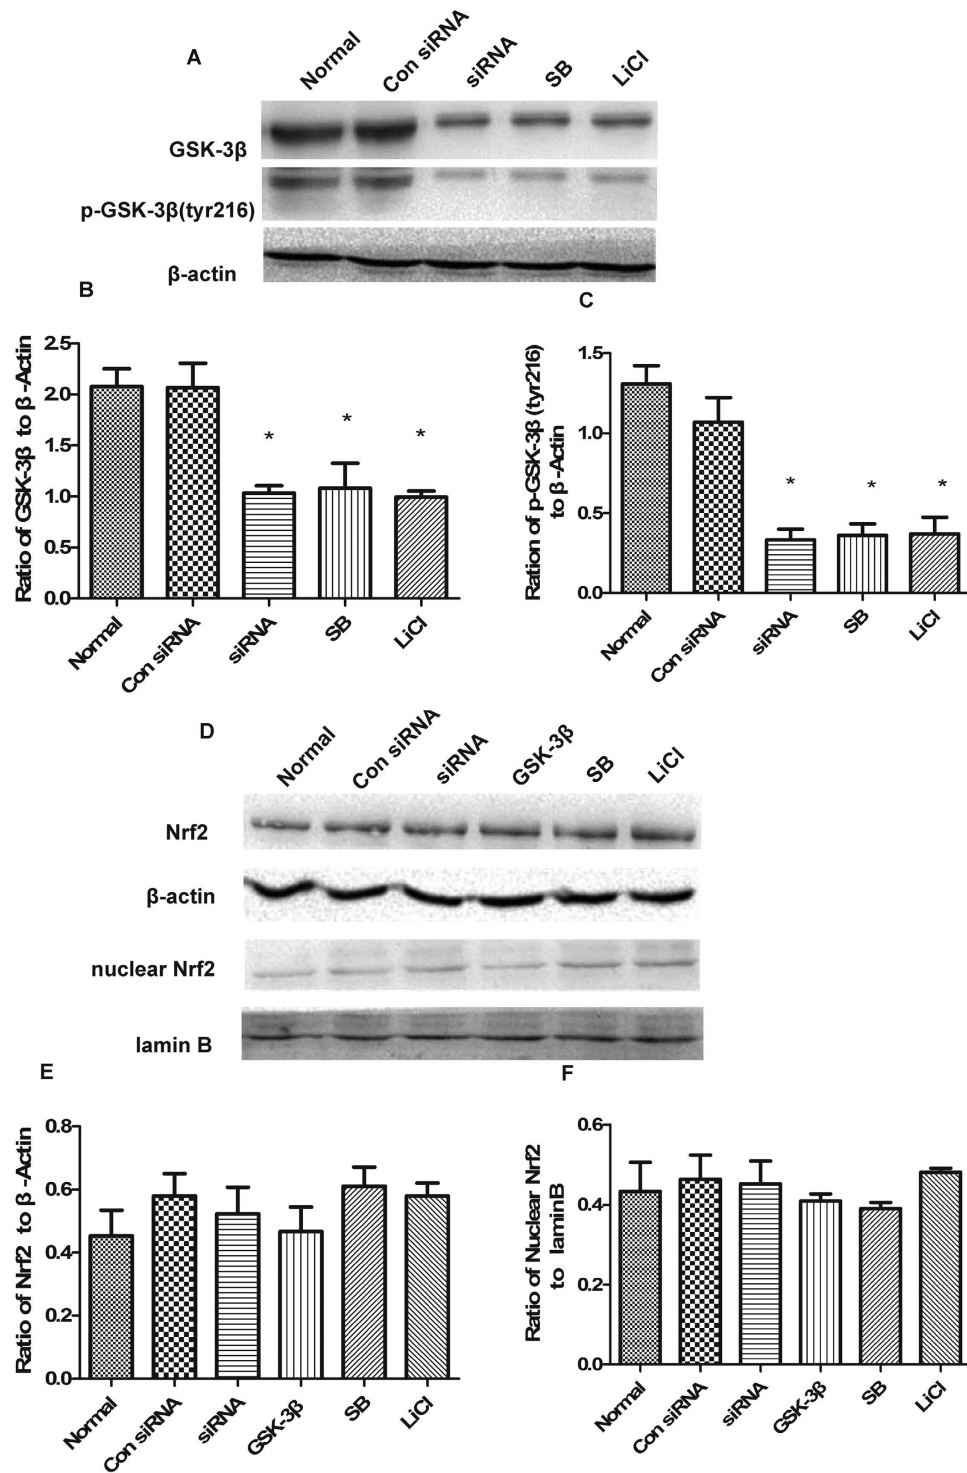 A
Normal
Con siRNA
siRNA
SB
LiCl
GSK-3β
p-GSK-3β(tyr216)
β-actin
B
Ratio of GSK-3β to β-Actin
2.5
2.0
1.5
1.0
0.5
0.0
*
*
*
Normal
Con siRNA
siRNA
SB
LiCl
C
Ration of p-GSK-3β (tyr216)
to β-Actin
1.5
1.0
0.5
0.0
*
*
*
Normal
Con siRNA
siRNA
SB
LiCl
D
Normal
Con siRNA
siRNA
GSK-3β
SB
LiCl
Nrf2
β-actin
nuclear Nrf2
lamin B
E
Ratio of Nrf2 to β-Actin
0.8
0.6
0.4
0.2
0.0
Normal
Con siRNA
siRNA
GSK-3β
SB
LiCl
F
Ratio of Nuclear Nrf2
to laminB
0.6
0.4
0.2
0.0
Normal
Con siRNA
siRNA
GSK-3β
SB
LiCl